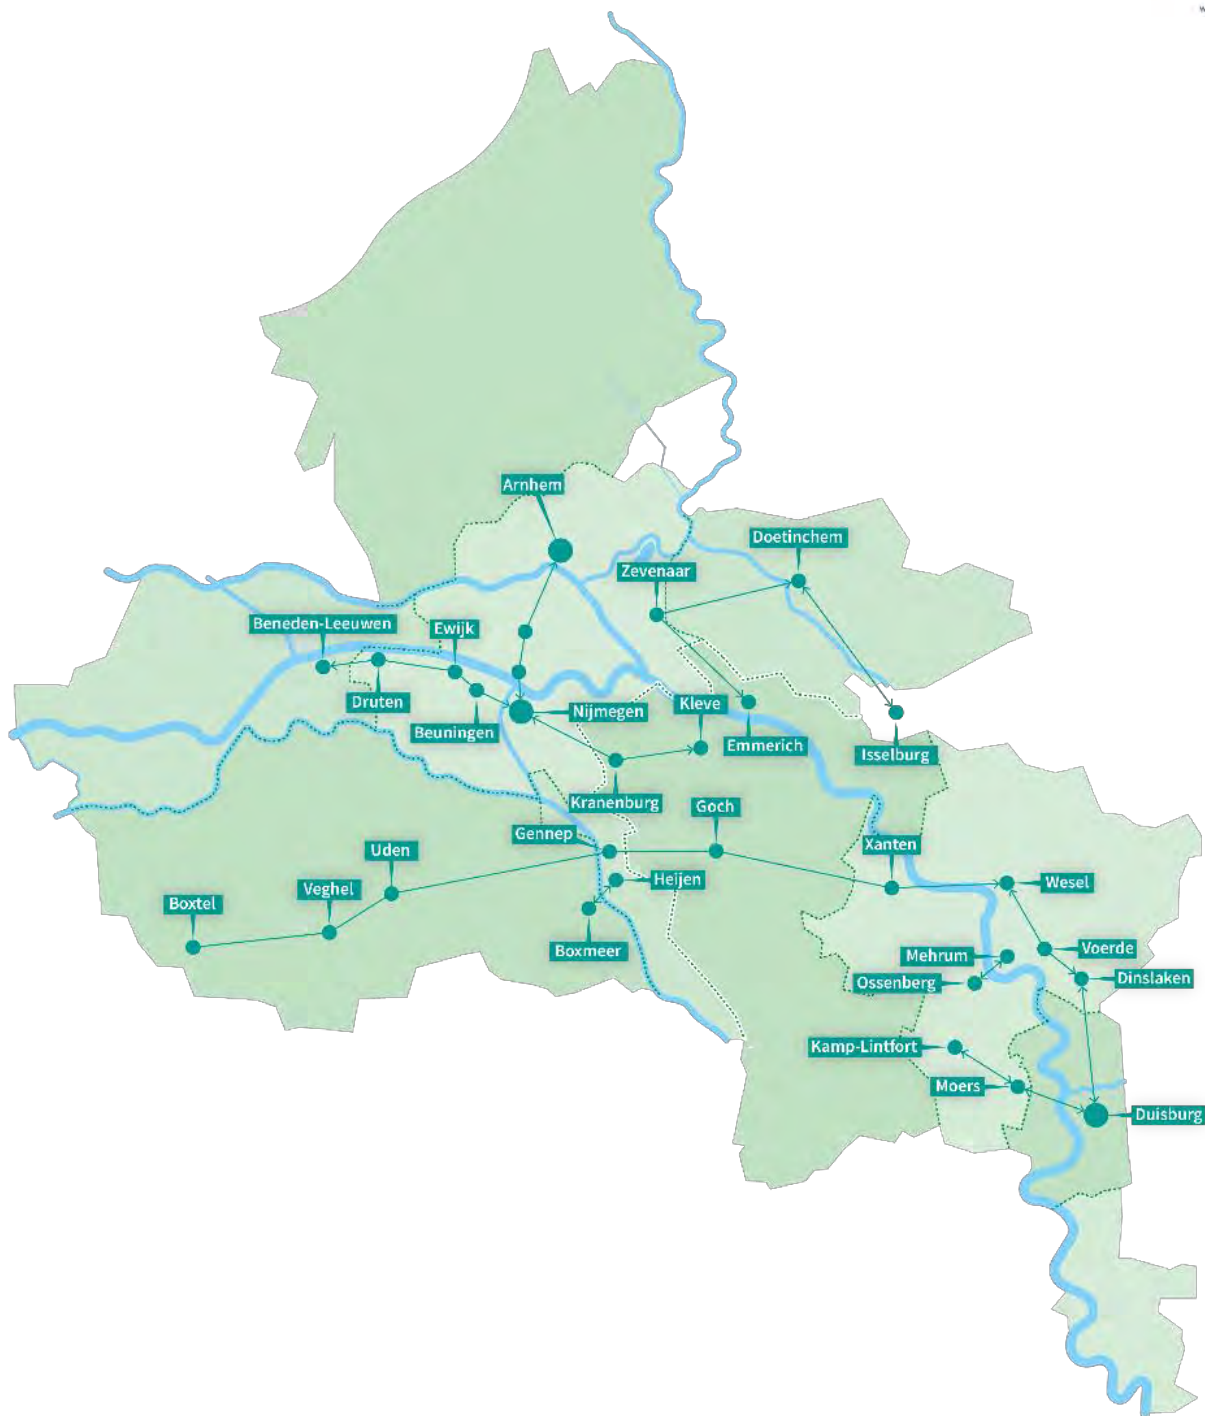 Arnhem
Doetinchem
Zevenaar
Beneden-Leeuwen
Ewijk
Druten
Nijmegen
Kleve
Beuningen
Emmerich
Isselburg
Kranenburg
Goch
Gennep
Xanten
Uden
Heijen
Wesel
Veghel
Boxtel
Boxmeer
Voerde
Mehrum
Dinslaken
Ossenberg
Kamp-Lintfort
Moers
Duisburg